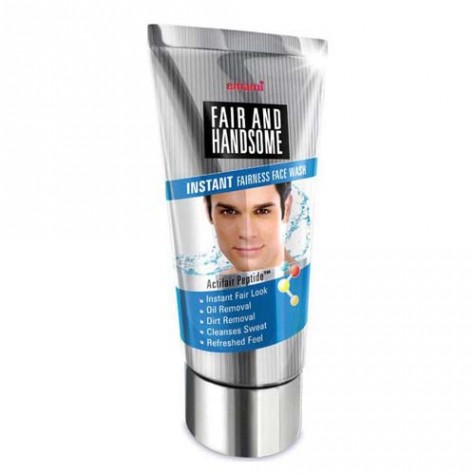 emami
FAIR AND
HANDSOME
INSTANT FAIRNESS FACE WASH
Actifair Peptide™
• Instant Fair Look
• Oil Removal
• Dirt Removal
• Cleanses Sweat
• Refreshed Feel